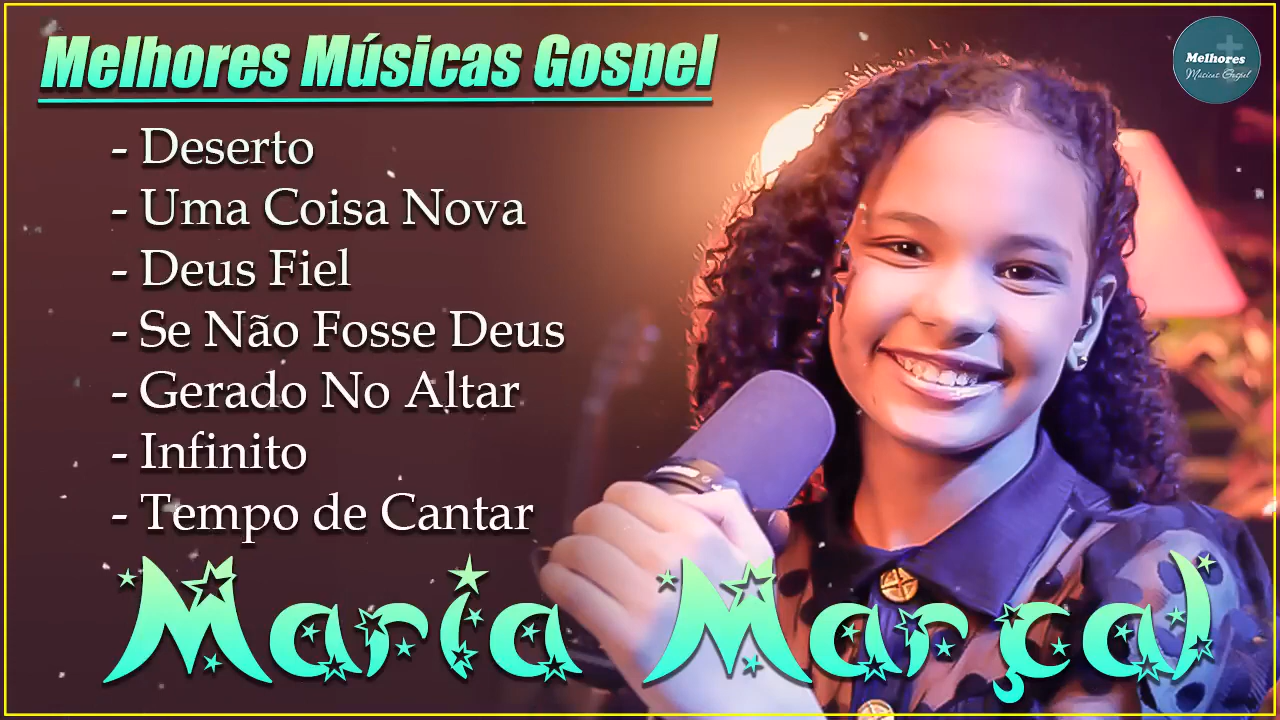 Melhores Músicas Gospel
Melhores
Músicas Gospel
- Deserto
- Uma Coisa Nova
- Deus Fiel
- Se Não Fosse Deus
- Gerado No Altar
- Infinito
- Tempo de Cantar
Maria Marçal